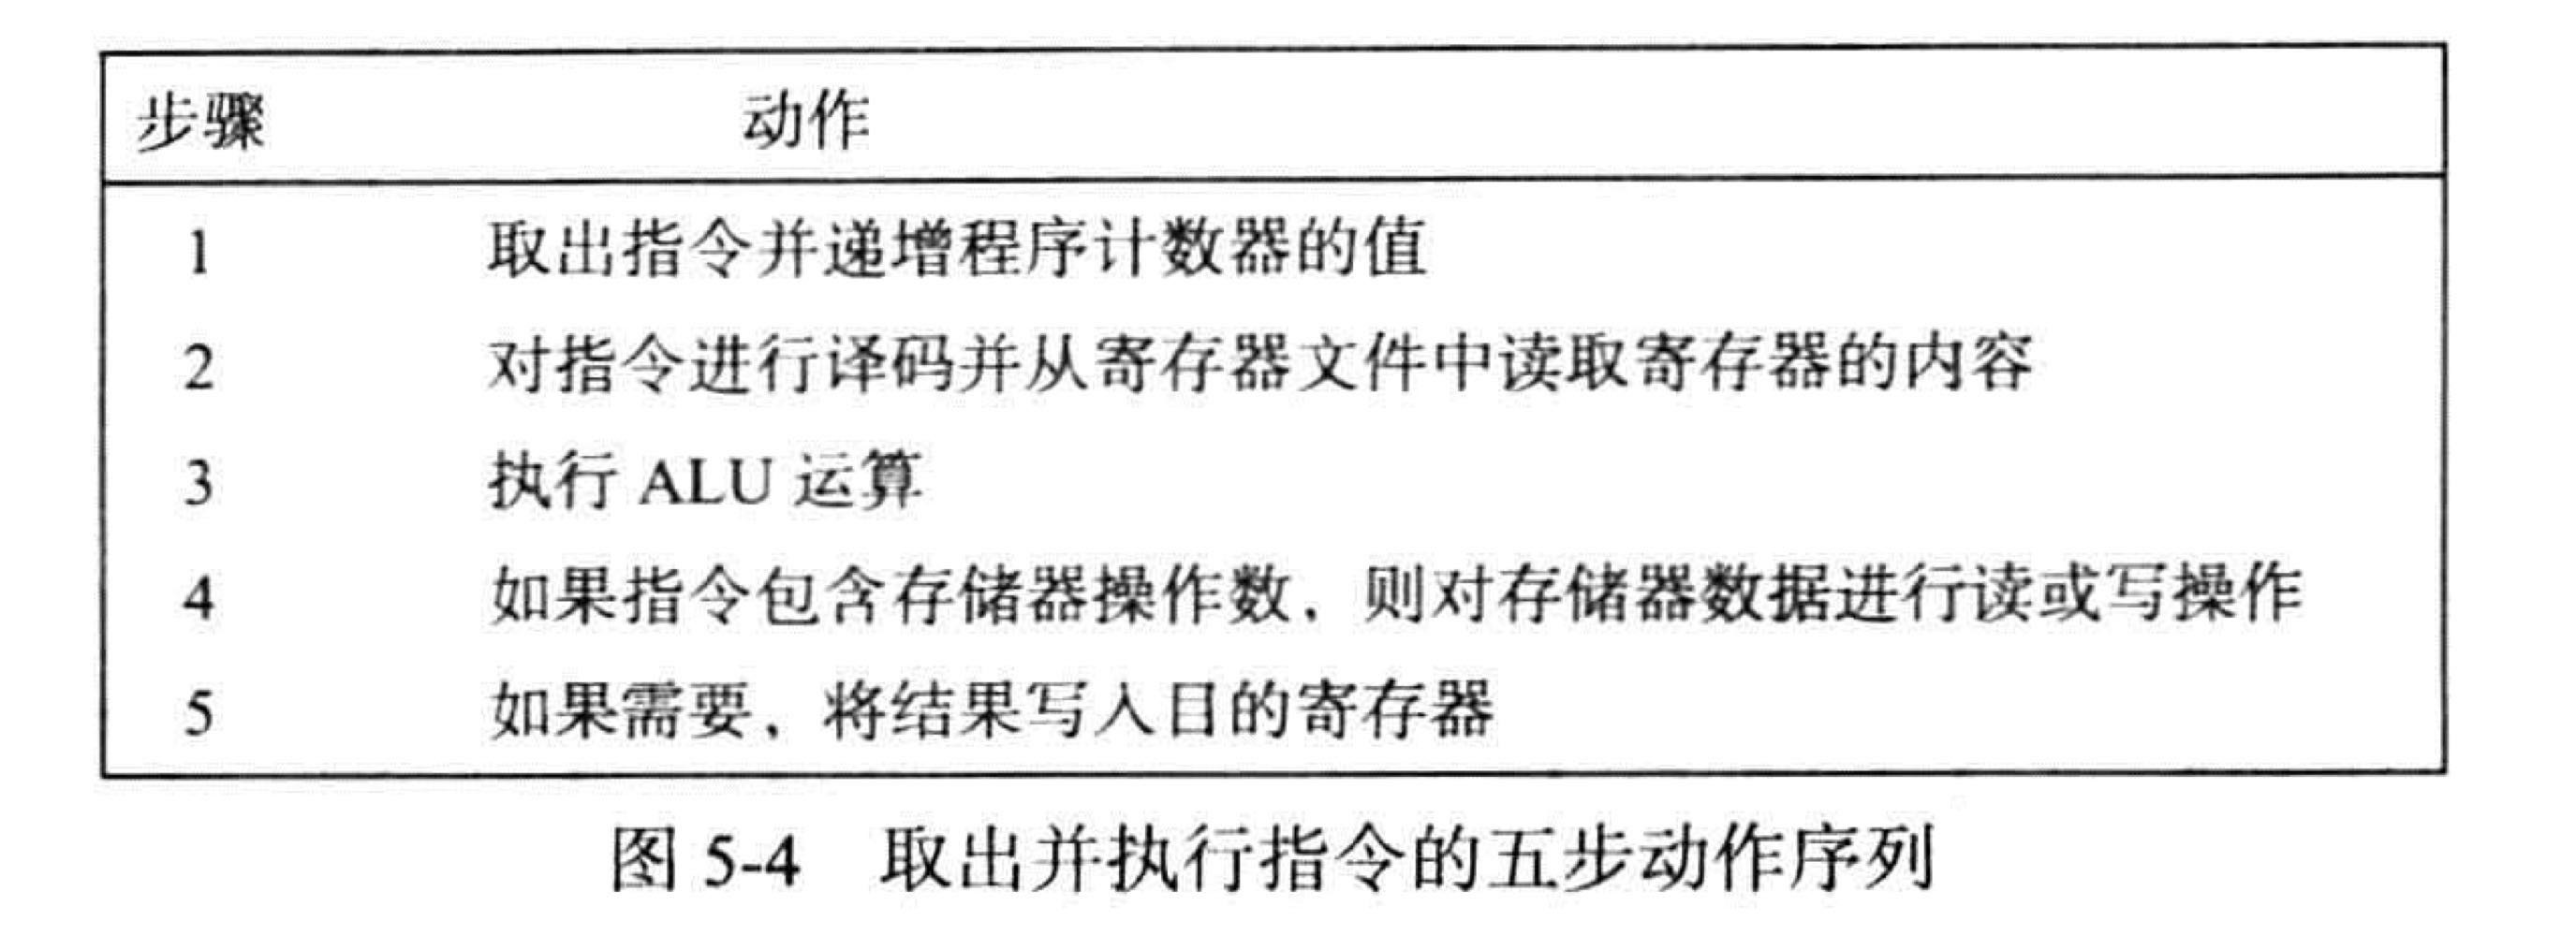 步骤 动作
1 取出指令并递增程序计数器的值
2 对指令进行译码并从寄存器文件中读取寄存器的内容
3 执行 ALU 运算
4 如果指令包含存储器操作数，则对存储器数据进行读或写操作
5 如果需要，将结果写入目的寄存器
图 5-4 取出并执行指令的五步动作序列